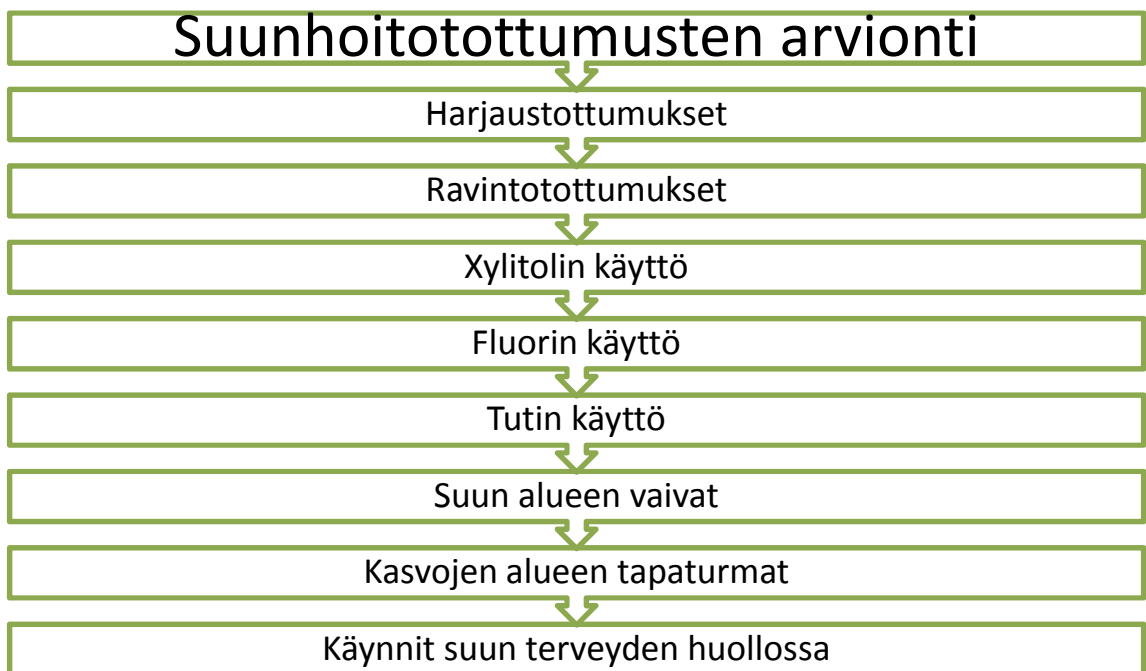 Suunhoitotottumusten arvionti
Harjaustottumukset
Ravintotottumukset
Xylitolin käyttö
Fluorin käyttö
Tutin käyttö
Suun alueen vaivat
Kasvojen alueen tapaturmat
Käynnit suun terveyden huollossa